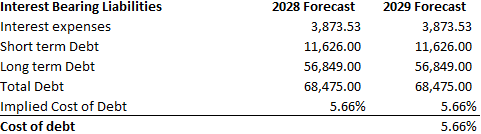 Interest Bearing Liabilities 2028 Forecast 2029 Forecast
Interest expenses 3,873.53 3,873.53
Short term Debt 11,626.00 11,626.00
Long term Debt 56,849.00 56,849.00
Total Debt 68,475.00 68,475.00
Implied Cost of Debt 5.66% 5.66%
Cost of debt 5.66%